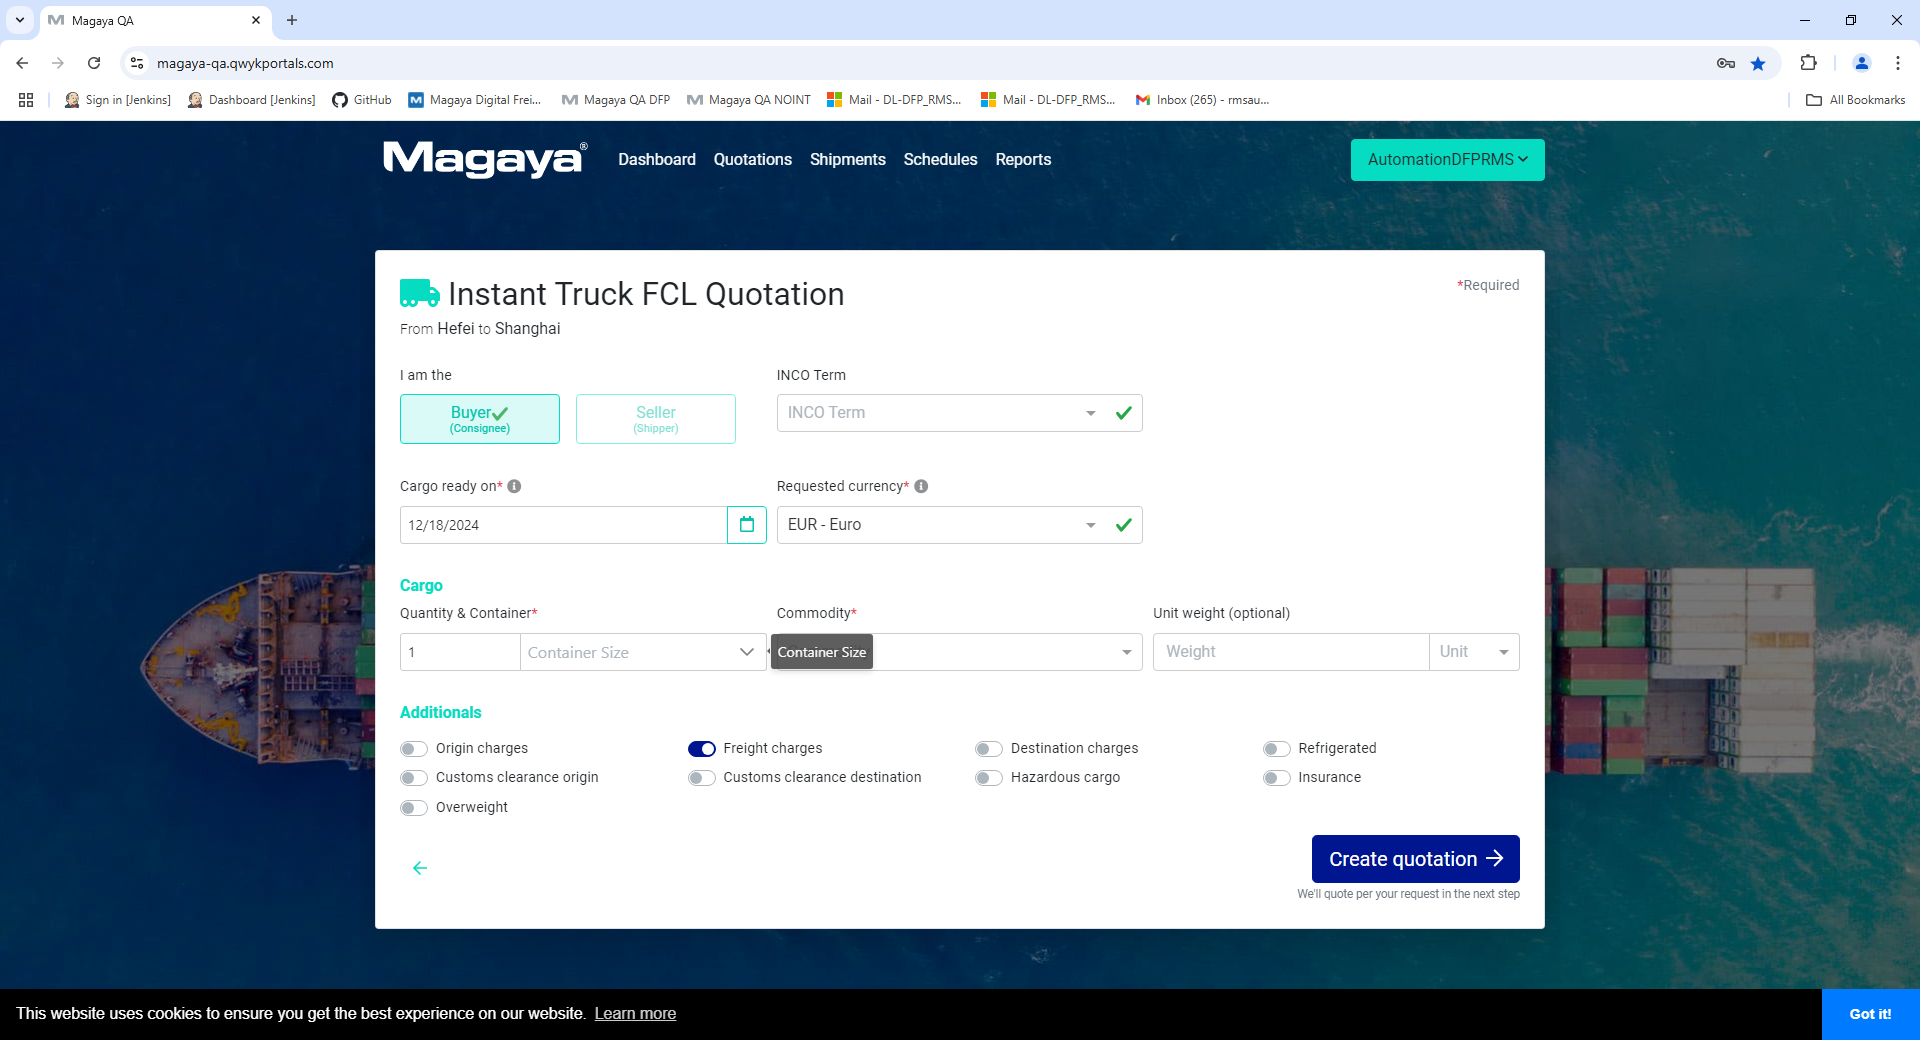 Magaya QA
magaya-qa.qwykportals.com
Sign in [Jenkins]
Dashboard [Jenkins]
GitHub
Magaya Digital Frei...
Magaya QA DFP
Magaya QA NOINT
Mail - DL-DFP_RMS...
Mail - DL-DFP_RMS...
Inbox (265) - rmsau...
All Bookmarks
Magaya®
Dashboard
Quotations
Shipments
Schedules
Reports
AutomationDFPRMS
Instant Truck FCL Quotation
*Required
From Hefei to Shanghai
I am the
INCO Term
Buyer
(Consignee)
Seller
(Shipper)
INCO Term
Cargo ready on*
Requested currency*
12/18/2024
EUR - Euro
Cargo
Quantity & Container*
Commodity*
Unit weight (optional)
1
Container Size
Container Size
Weight
Unit
Additionals
Origin charges
Freight charges
Destination charges
Refrigerated
Customs clearance origin
Customs clearance destination
Hazardous cargo
Insurance
Overweight
Create quotation
We'll quote per your request in the next step
This website uses cookies to ensure you get the best experience on our website. Learn more
Got it!